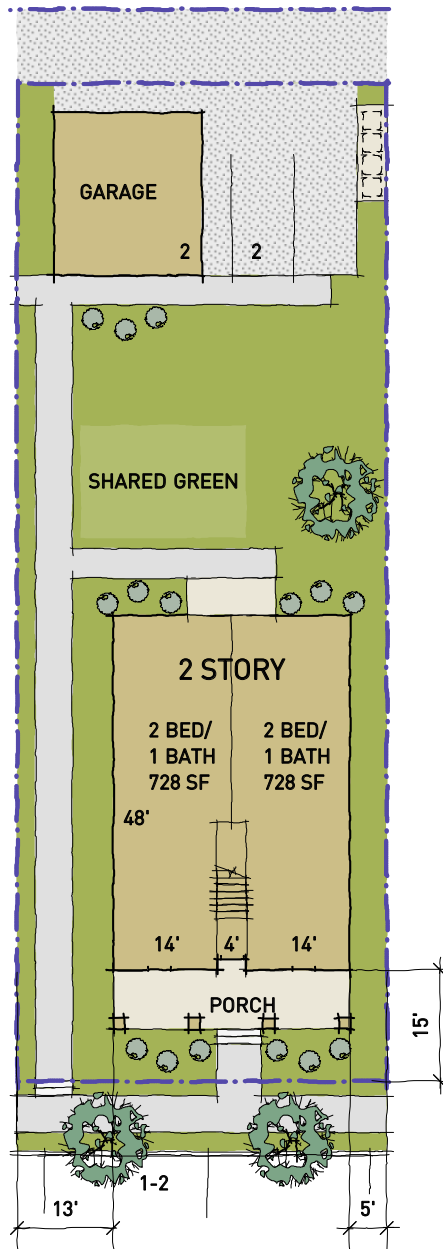 GARAGE
2
2
SHARED GREEN
2 STORY
2 BED/
1 BATH
728 SF
2 BED/
1 BATH
728 SF
48'
14'
4'
14'
PORCH
15'
1-2
13'
5'